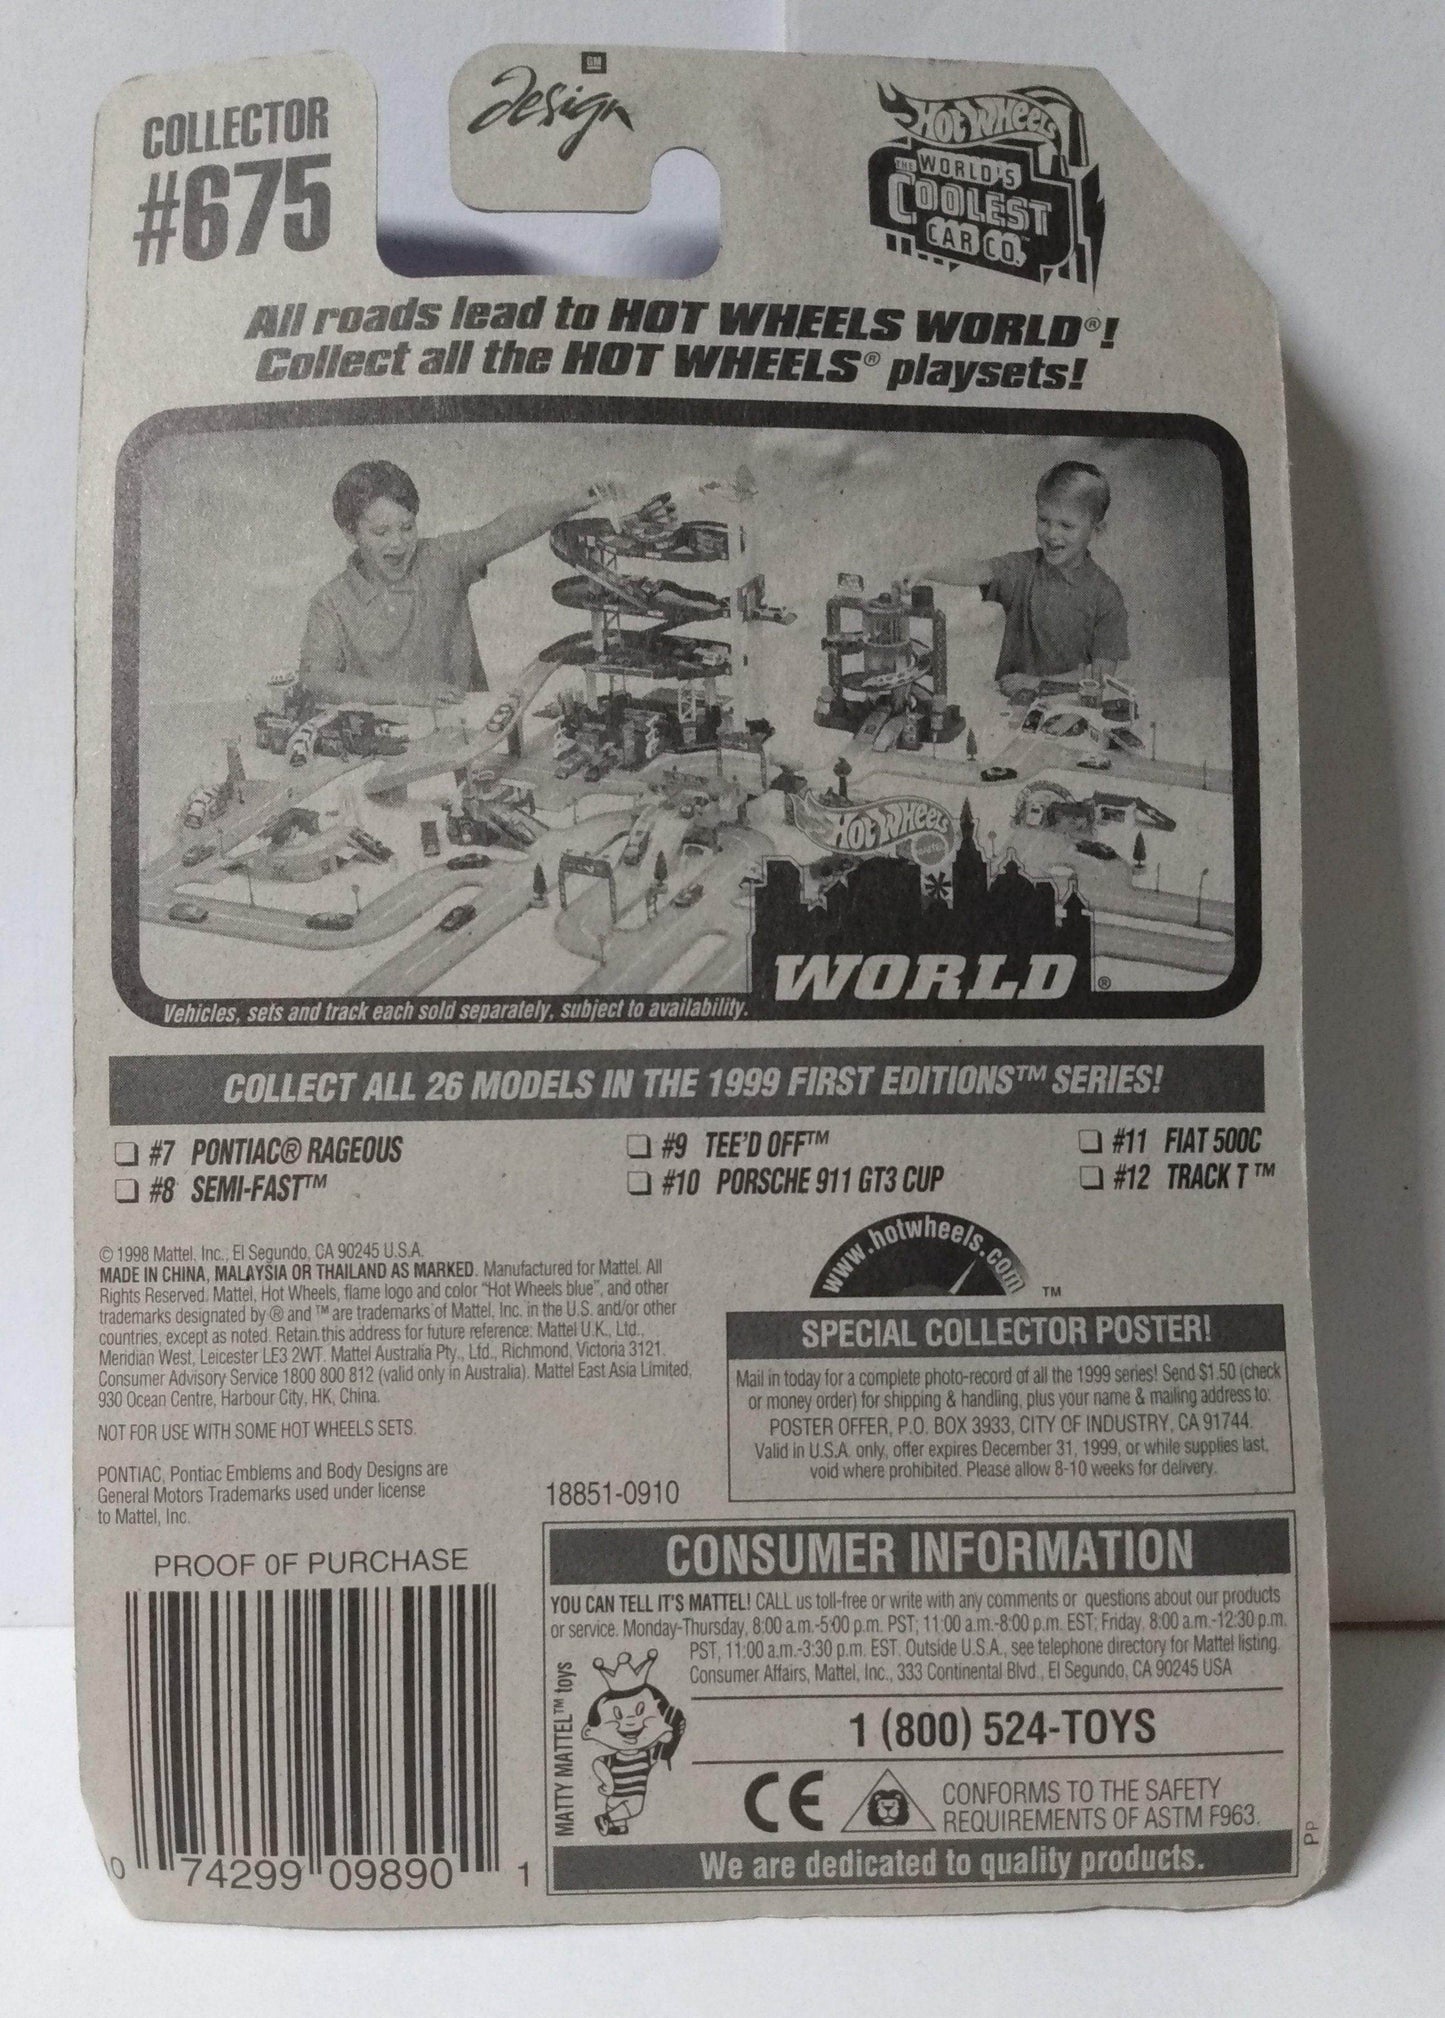 COLLECTOR
#675
GM
design
HOT WHEELS
THE WORLD'S
COOLEST
CAR CO.™
All roads lead to HOT WHEELS WORLD®!
Collect all the HOT WHEELS® playsets!
HOT WHEELS
WORLD ®
Vehicles, sets and track each sold separately, subject to availability.
COLLECT ALL 26 MODELS IN THE 1999 FIRST EDITIONS™ SERIES!
#7 PONTIAC® RAGEOUS
#8 SEMI-FAST™
#9 TEE'D OFF™
#10 PORSCHE 911 GT3 CUP
#11 FIAT 500C
#12 TRACK T™
© 1998 Mattel, Inc., El Segundo, CA 90245 U.S.A.
MADE IN CHINA, MALAYSIA OR THAILAND AS MARKED. Manufactured for Mattel. All
Rights Reserved. Mattel, Hot Wheels, flame logo and color "Hot Wheels blue", and other
trademarks designated by ® and ™ are trademarks of Mattel, Inc. in the U.S. and/or other
countries, except as noted. Retain this address for future reference: Mattel U.K., Ltd.,
Meridian West, Leicester LE3 2WT. Mattel Australia Pty., Ltd., Richmond, Victoria 3121.
Consumer Advisory Service 1800 800 812 (valid only in Australia). Mattel East Asia Limited,
930 Ocean Centre, Harbour City, HK, China.
NOT FOR USE WITH SOME HOT WHEELS SETS.
PONTIAC, Pontiac Emblems and Body Designs are
General Motors Trademarks used under license
to Mattel, Inc.
18851-0910
www.hotwheels.com
™
SPECIAL COLLECTOR POSTER!
Mail in today for a complete photo-record of all the 1999 series! Send $1.50 (check
or money order) for shipping & handling, plus your name & mailing address to:
POSTER OFFER, P.O. BOX 3933, CITY OF INDUSTRY, CA 91744.
Valid in U.S.A. only, offer expires December 31, 1999, or while supplies last,
void where prohibited. Please allow 8-10 weeks for delivery.
PROOF OF PURCHASE
0 74299 09890 1
CONSUMER INFORMATION
YOU CAN TELL IT'S MATTEL! CALL us toll-free or write with any comments or questions about our products
or service. Monday-Thursday, 8:00 a.m.-5:00 p.m. PST; 11:00 a.m.-8:00 p.m. EST; Friday, 8:00 a.m.-12:30 p.m.
PST, 11:00 a.m.-3:30 p.m. EST. Outside U.S.A., see telephone directory for Mattel listing.
Consumer Affairs, Mattel, Inc., 333 Continental Blvd., El Segundo, CA 90245 USA
MATTY MATTEL™ toys
1 (800) 524-TOYS
CE
CONFORMS TO THE SAFETY
REQUIREMENTS OF ASTM F963.
We are dedicated to quality products.
PP